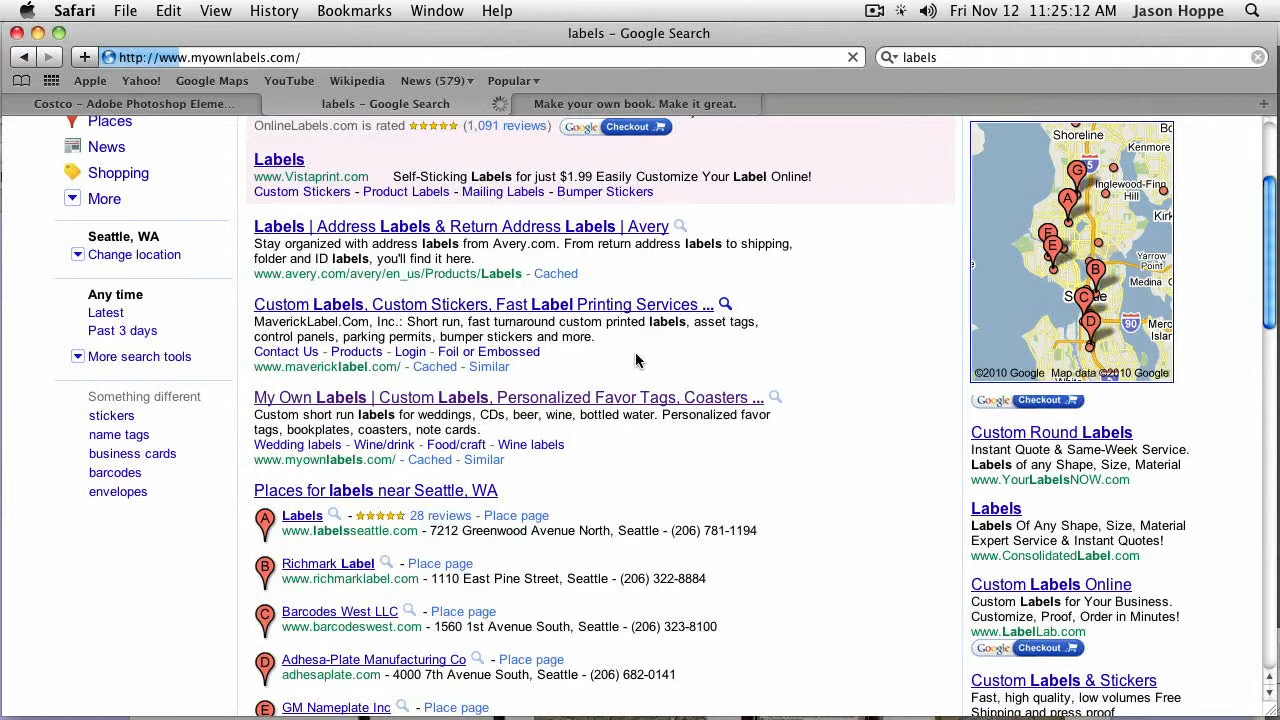 Safari File Edit View History Bookmarks Window Help Fri Nov 12 11:25:12 AM Jason Hoppe
labels – Google Search
http://www.myownlabels.com/ labels
Apple Yahoo! Google Maps YouTube Wikipedia News (579) Popular
Costco – Adobe Photoshop Eleme... labels – Google Search Make your own book. Make it great.
Places
News
Shopping
More
Seattle, WA
Change location
Any time
Latest
Past 3 days
More search tools
Something different
stickers
name tags
business cards
barcodes
envelopes
OnlineLabels.com is rated (1,091 reviews) Google Checkout
Labels
www.Vistaprint.com Self-Sticking Labels for just $1.99 Easily Customize Your Label Online!
Custom Stickers - Product Labels - Mailing Labels - Bumper Stickers
Labels | Address Labels & Return Address Labels | Avery
Stay organized with address labels from Avery.com. From return address labels to shipping,
folder and ID labels, you'll find it here.
www.avery.com/avery/en_us/Products/Labels - Cached
Custom Labels, Custom Stickers, Fast Label Printing Services ...
MaverickLabel.Com, Inc.: Short run, fast turnaround custom printed labels, asset tags,
control panels, parking permits, bumper stickers and more.
Contact Us - Products - Login - Foil or Embossed
www.mavericklabel.com/ - Cached - Similar
My Own Labels | Custom Labels, Personalized Favor Tags, Coasters ...
Custom short run labels for weddings, CDs, beer, wine, bottled water. Personalized favor
tags, bookplates, coasters, note cards.
Wedding labels - Wine/drink - Food/craft - Wine labels
www.myownlabels.com/ - Cached - Similar
Places for labels near Seattle, WA
A Labels - 28 reviews - Place page
www.labelsseattle.com - 7212 Greenwood Avenue North, Seattle - (206) 781-1194
B Richmark Label - Place page
www.richmarklabel.com - 1110 East Pine Street, Seattle - (206) 322-8884
C Barcodes West LLC - Place page
www.barcodeswest.com - 1560 1st Avenue South, Seattle - (206) 323-8100
D Adhesa-Plate Manufacturing Co - Place page
adhesaplate.com - 4000 7th Avenue South, Seattle - (206) 682-0141
E GM Nameplate Inc - Place page
Shoreline
Kenmore
G
5
Inglewood-Finn
Hill
A
Kirk
F
E
Yarrow
Point
B
Medina
C
D
90
Merc
Isla
©2010 Google Map data ©2010 Google
Google Checkout
Custom Round Labels
Instant Quote & Same-Week Service.
Labels of any Shape, Size, Material
www.YourLabelsNOW.com
Labels
Labels Of Any Shape, Size, Material
Expert Service & Instant Quotes!
www.ConsolidatedLabel.com
Custom Labels Online
Custom Labels for Your Business.
Customize, Proof, Order in Minutes!
www.LabelLab.com
Google Checkout
Custom Labels & Stickers
Fast, high quality, low volumes Free
Shipping and press proof